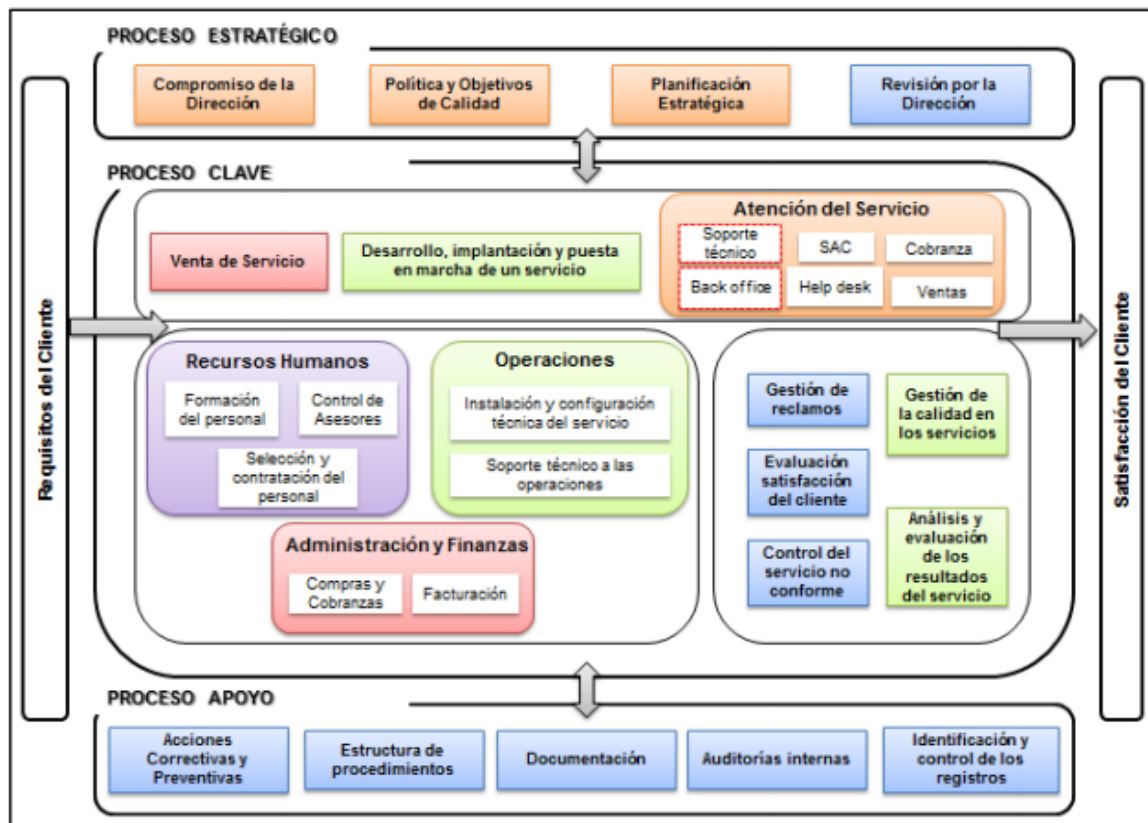 PROCESO ESTRATÉGICO
Compromiso de la
Dirección
Política y Objetivos
de Calidad
Planificación
Estratégica
Revisión por la
Dirección
Requisitos del Cliente
PROCESO CLAVE
Venta de Servicio
Desarrollo, implantación y puesta
en marcha de un servicio
Atención del Servicio
Soporte
técnico
SAC
Cobranza
Back office
Help desk
Ventas
Recursos Humanos
Formación
del personal
Control de
Asesores
Selección y
contratación del
personal
Operaciones
Instalación y configuración
técnica del servicio
Soporte técnico a las
operaciones
Administración y Finanzas
Compras y
Cobranzas
Facturación
Gestión de
reclamos
Gestión de
la calidad en
los servicios
Evaluación
satisfacción
del cliente
Control del
servicio no
conforme
Análisis y
evaluación
de los
resultados
del servicio
Satisfacción del Cliente
PROCESO APOYO
Acciones
Correctivas y
Preventivas
Estructura de
procedimientos
Documentación
Auditorías internas
Identificación y
control de los
registros